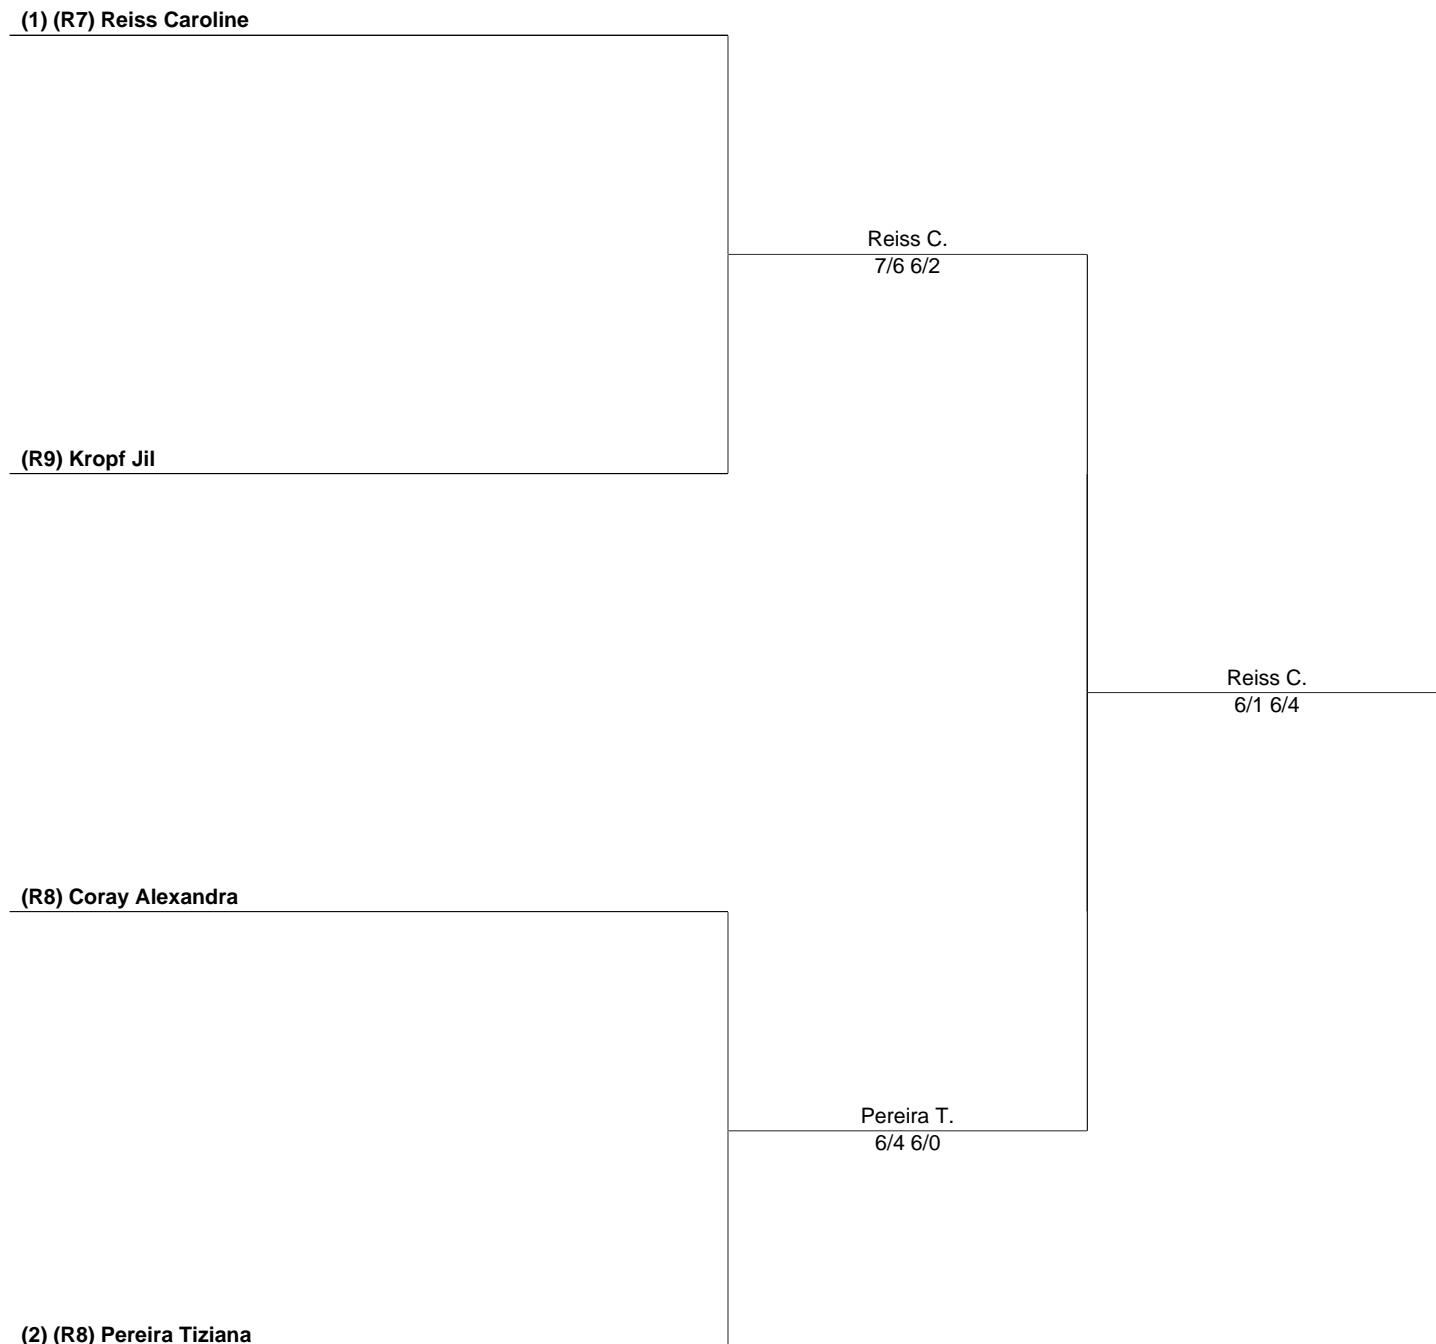 (1) (R7) Reiss Caroline
Reiss C.
7/6 6/2
(R9) Kropf Jil
Reiss C.
6/1 6/4
(R8) Coray Alexandra
Pereira T.
6/4 6/0
(2) (R8) Pereira Tiziana